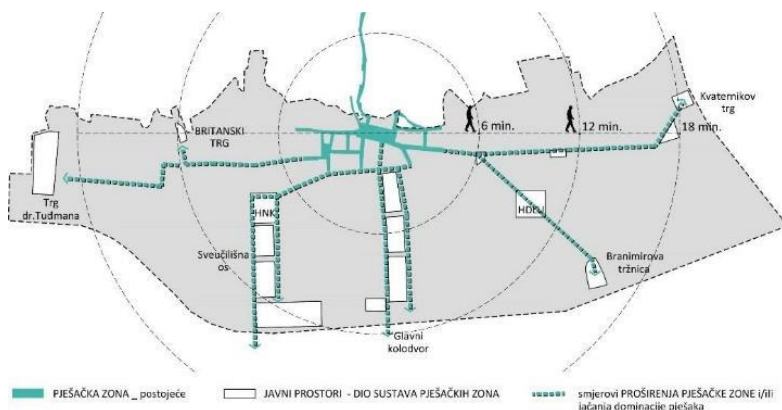 Kvaternikov
trg
6 min.
12 min.
18 min.
BRITANSKI
TRG
Trg
dr.Tuđmana
HNK
HDLU
Sveučilišna
os
Branimirova
tržnica
Glavni
kolodvor
PJEŠAČKA ZONA _ postojeće
JAVNI PROSTORI - DIO SUSTAVA PJEŠAČKIH ZONA
smjerovi PROŠIRENJA PJEŠAČKE ZONE i/ili
jačanja dominacije pješaka